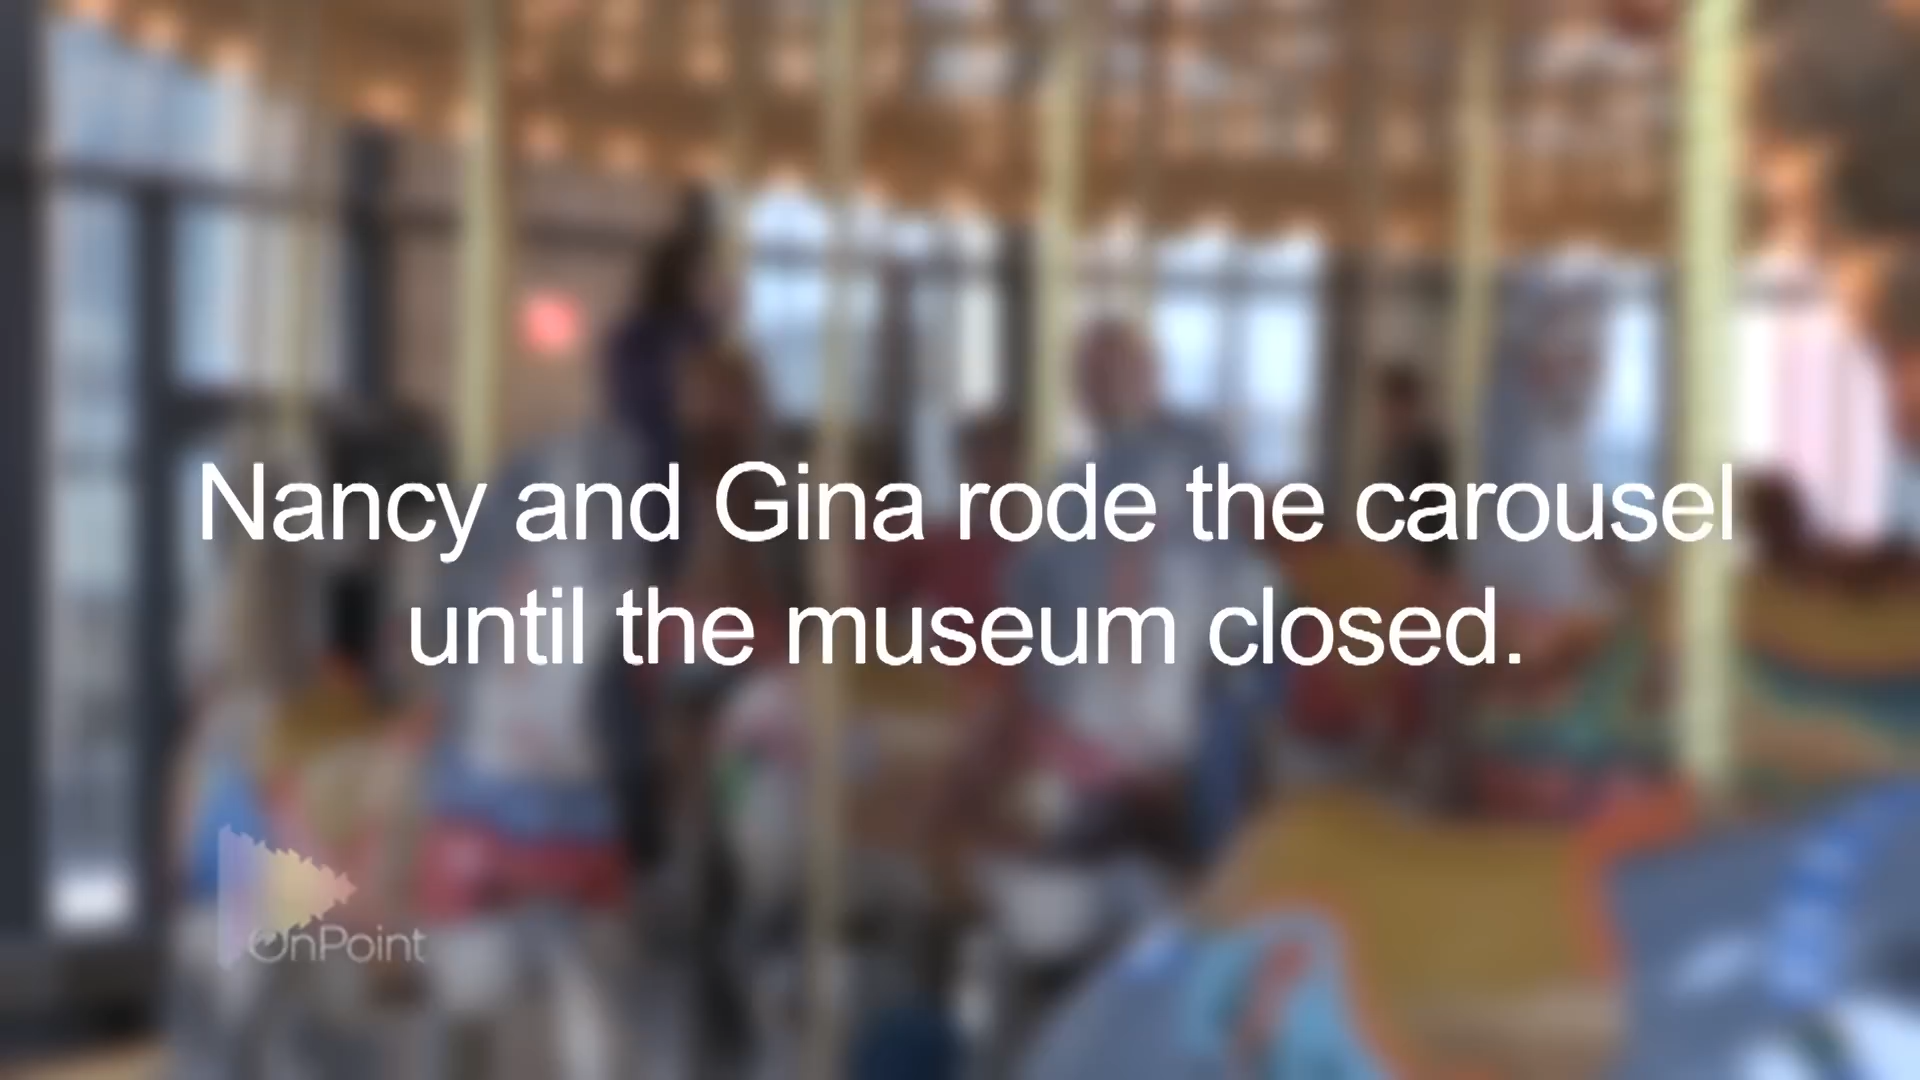 Nancy and Gina rode the carousel
until the museum closed.
OnPoint